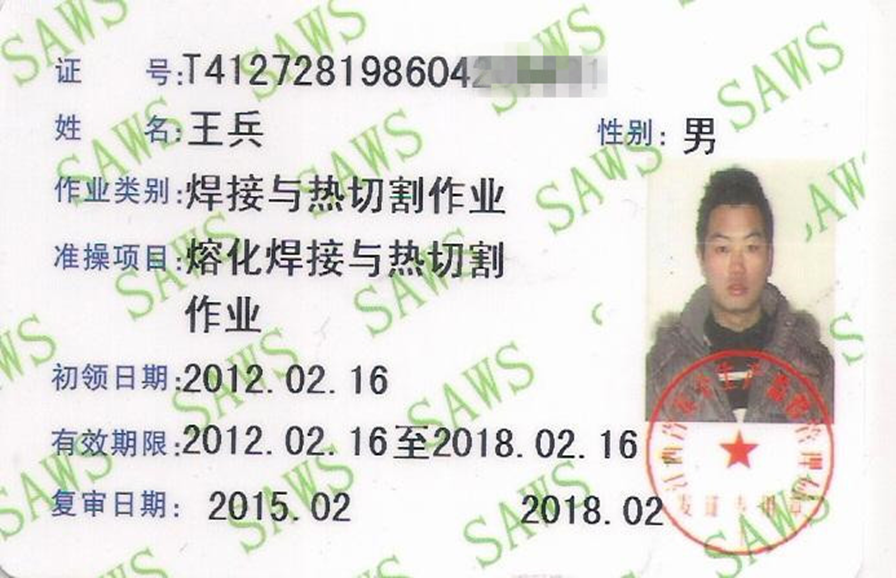 证 号:T4127281986042
姓 名:王兵 性别:男
作业类别:焊接与热切割作业
准操项目:熔化焊接与热切割
作业
初领日期:2012.02.16
有效期限:2012.02.16至2018.02.16
复审日期: 2015.02 2018.02
SAWS